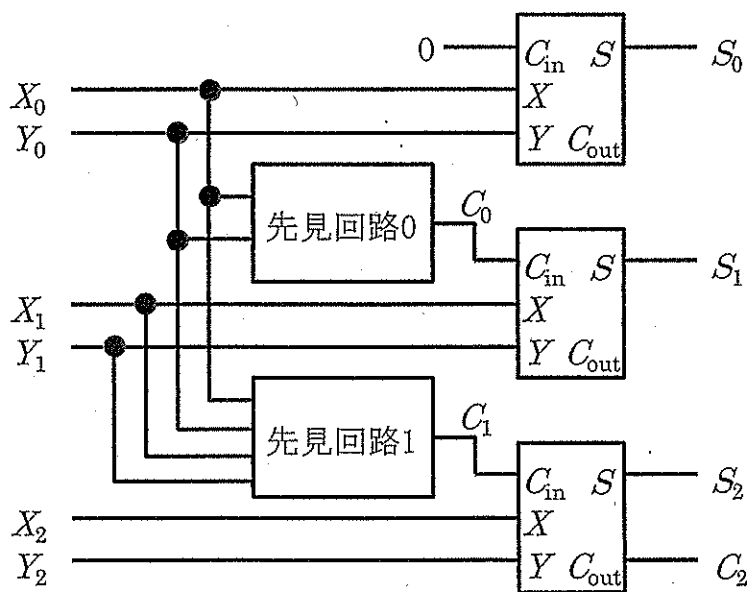 0
C_in S
S_0
X_0
X
Y_0
Y C_out
先見回路0
C_0
C_in S
S_1
X_1
X
Y_1
Y C_out
先見回路1
C_1
C_in S
S_2
X_2
X
Y_2
Y C_out
C_2